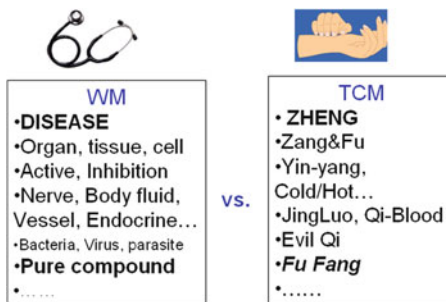 WM
•DISEASE
•Organ, tissue, cell
•Active, Inhibition
•Nerve, Body fluid,
Vessel, Endocrine…
•Bacteria, Virus, parasite
•Pure compound
•… …
vs.
TCM
• ZHENG
•Zang&Fu
•Yin-yang,
Cold/Hot…
•JingLuo, Qi-Blood
•Evil Qi
•Fu Fang
•……